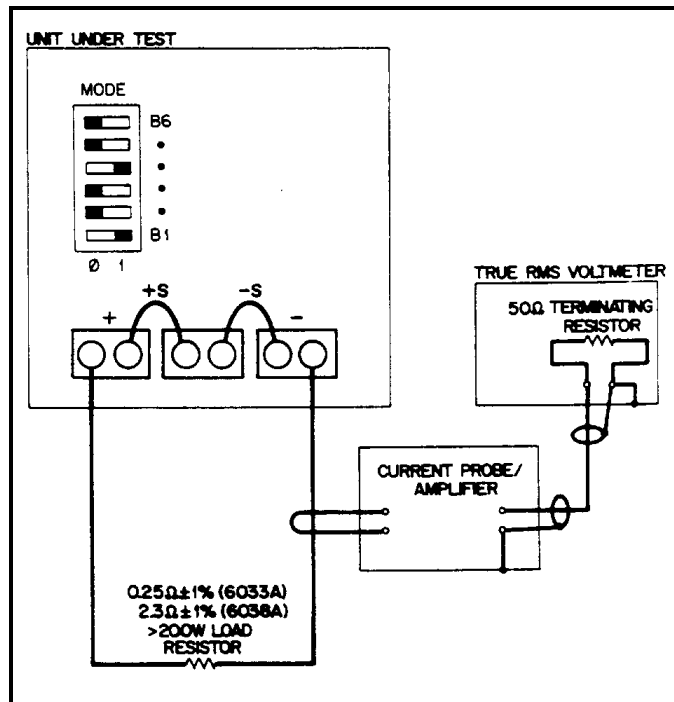 UNIT UNDER TEST
MODE
B6
B1
0 1
+ +S -S -
TRUE RMS VOLTMETER
50Ω TERMINATING
RESISTOR
CURRENT PROBE/
AMPLIFIER
0.25Ω±1% (6033A)
2.3Ω±1% (6038A)
>200W LOAD
RESISTOR